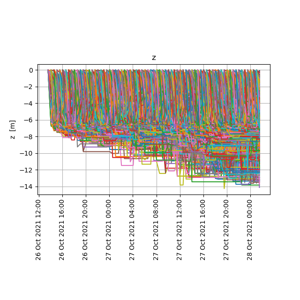 z
0
−2
−4
−6
−8
−10
−12
−14
z [m]
26 Oct 2021 12:00
26 Oct 2021 16:00
26 Oct 2021 20:00
27 Oct 2021 00:00
27 Oct 2021 04:00
27 Oct 2021 08:00
27 Oct 2021 12:00
27 Oct 2021 16:00
27 Oct 2021 20:00
28 Oct 2021 00:00